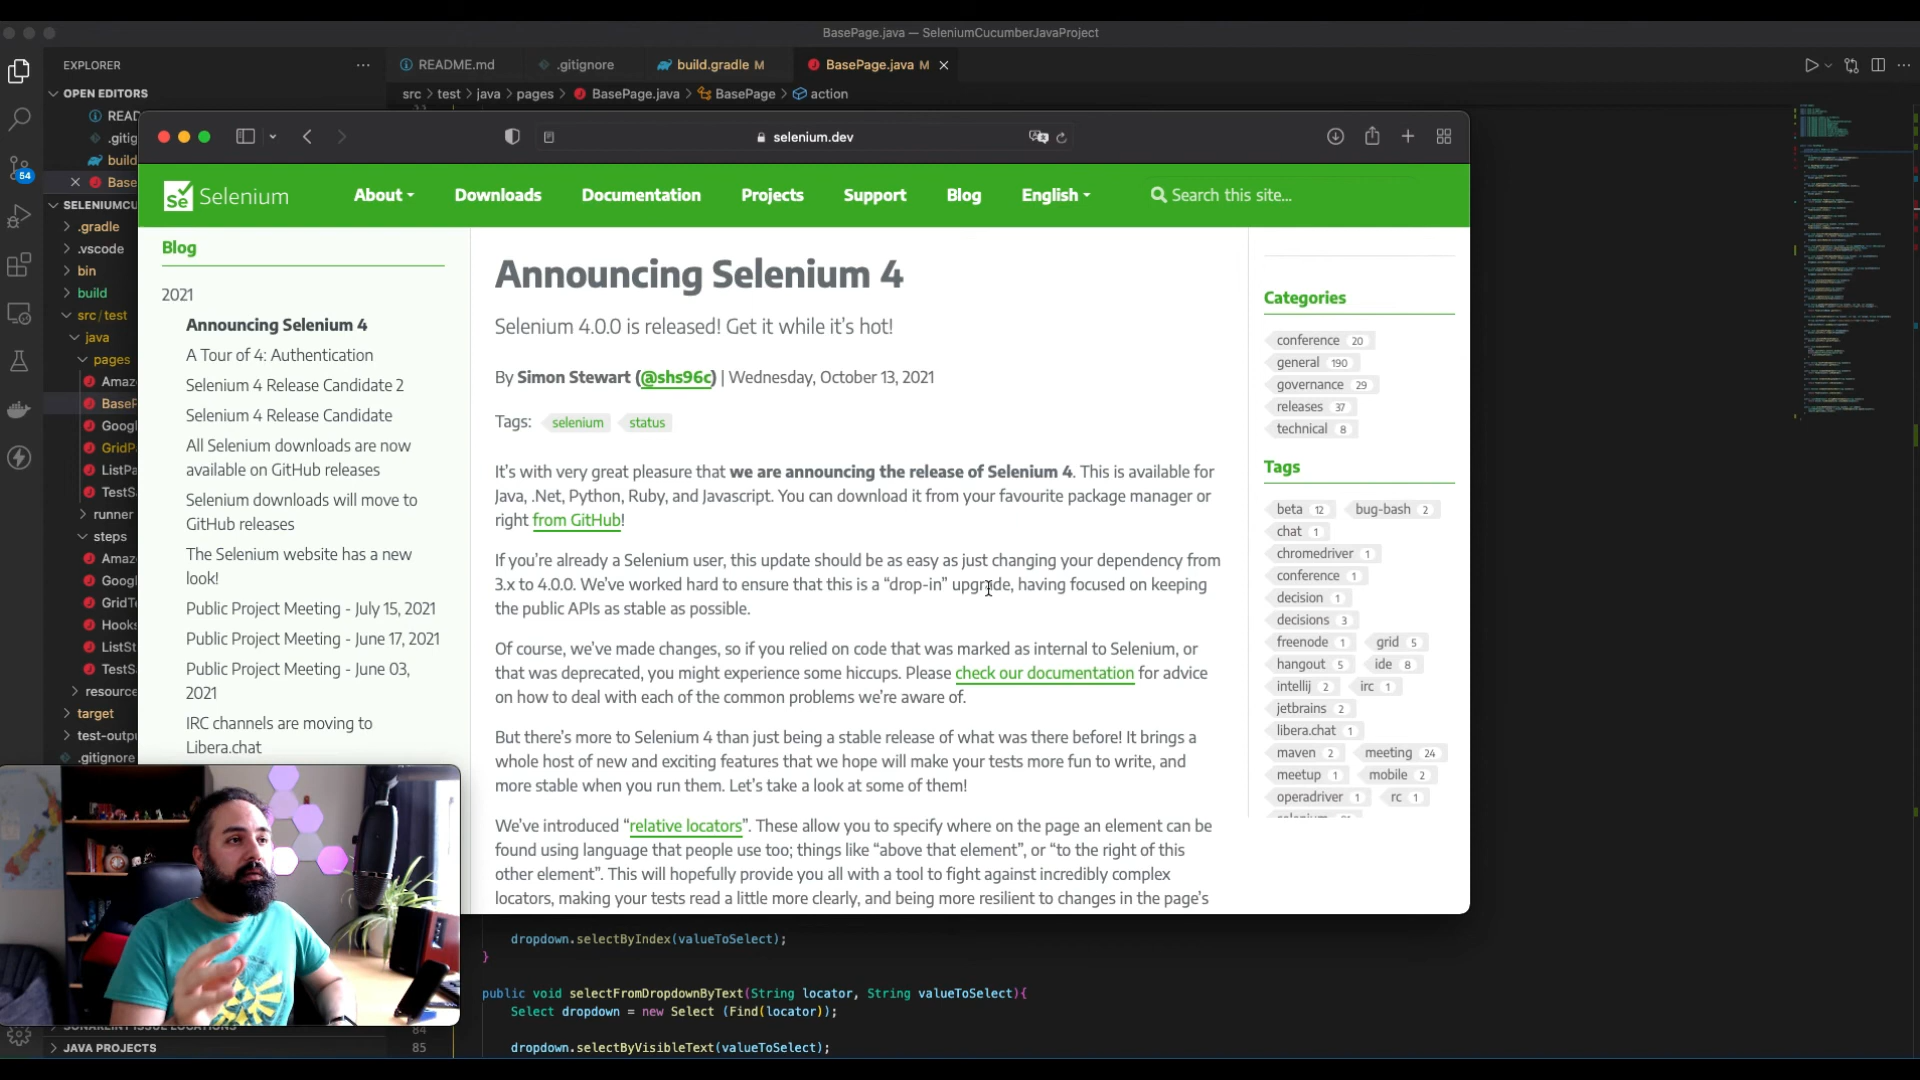 BasePage.java — SeleniumCucumberJavaProject
EXPLORER
README.md
.gitignore
build.gradle M
BasePage.java M
OPEN EDITORS
src > test > java > pages > BasePage.java > BasePage > action
READ
.gitig
build
Base
54
SELENIUMCU
.gradle
.vscode
bin
build
src/test
java
pages
Amaz
BaseP
Goog
GridP
ListPa
TestS
runner
steps
Amaz
Goog
GridT
Hook
ListSt
TestS
resource
target
test-outp
.gitignore
selenium.dev
Se Selenium
About
Downloads
Documentation
Projects
Support
Blog
English
Search this site...
Blog
2021
Announcing Selenium 4
A Tour of 4: Authentication
Selenium 4 Release Candidate 2
Selenium 4 Release Candidate
All Selenium downloads are now
available on GitHub releases
Selenium downloads will move to
GitHub releases
The Selenium website has a new
look!
Public Project Meeting - July 15, 2021
Public Project Meeting - June 17, 2021
Public Project Meeting - June 03,
2021
IRC channels are moving to
Libera.chat
Announcing Selenium 4
Selenium 4.0.0 is released! Get it while it’s hot!
By Simon Stewart (@shs96c) | Wednesday, October 13, 2021
Tags: selenium status
It’s with very great pleasure that we are announcing the release of Selenium 4. This is available for
Java, .Net, Python, Ruby, and Javascript. You can download it from your favourite package manager or
right from GitHub!
If you’re already a Selenium user, this update should be as easy as just changing your dependency from
3.x to 4.0.0. We’ve worked hard to ensure that this is a “drop-in” upgrade, having focused on keeping
the public APIs as stable as possible.
Of course, we’ve made changes, so if you relied on code that was marked as internal to Selenium, or
that was deprecated, you might experience some hiccups. Please check our documentation for advice
on how to deal with each of the common problems we’re aware of.
But there’s more to Selenium 4 than just being a stable release of what was there before! It brings a
whole host of new and exciting features that we hope will make your tests more fun to write, and
more stable when you run them. Let’s take a look at some of them!
We’ve introduced “relative locators”. These allow you to specify where on the page an element can be
found using language that people use too; things like “above that element”, or “to the right of this
other element”. This will hopefully provide you all with a tool to fight against incredibly complex
locators, making your tests read a little more clearly, and being more resilient to changes in the page’s
Categories
conference 20
general 190
governance 29
releases 37
technical 8
Tags
beta 12 bug-bash 2
chat 1
chromedriver 1
conference 1
decision 1
decisions 3
freenode 1 grid 5
hangout 5 ide 8
intellij 2 irc 1
jetbrains 2
libera.chat 1
maven 2 meeting 24
meetup 1 mobile 2
operadriver 1 rc 1
dropdown.selectByIndex(valueToSelect);
}
public void selectFromDropdownByText(String locator, String valueToSelect){
Select dropdown = new Select (Find(locator));
84
85
dropdown.selectByVisibleText(valueToSelect);
JAVA PROJECTS